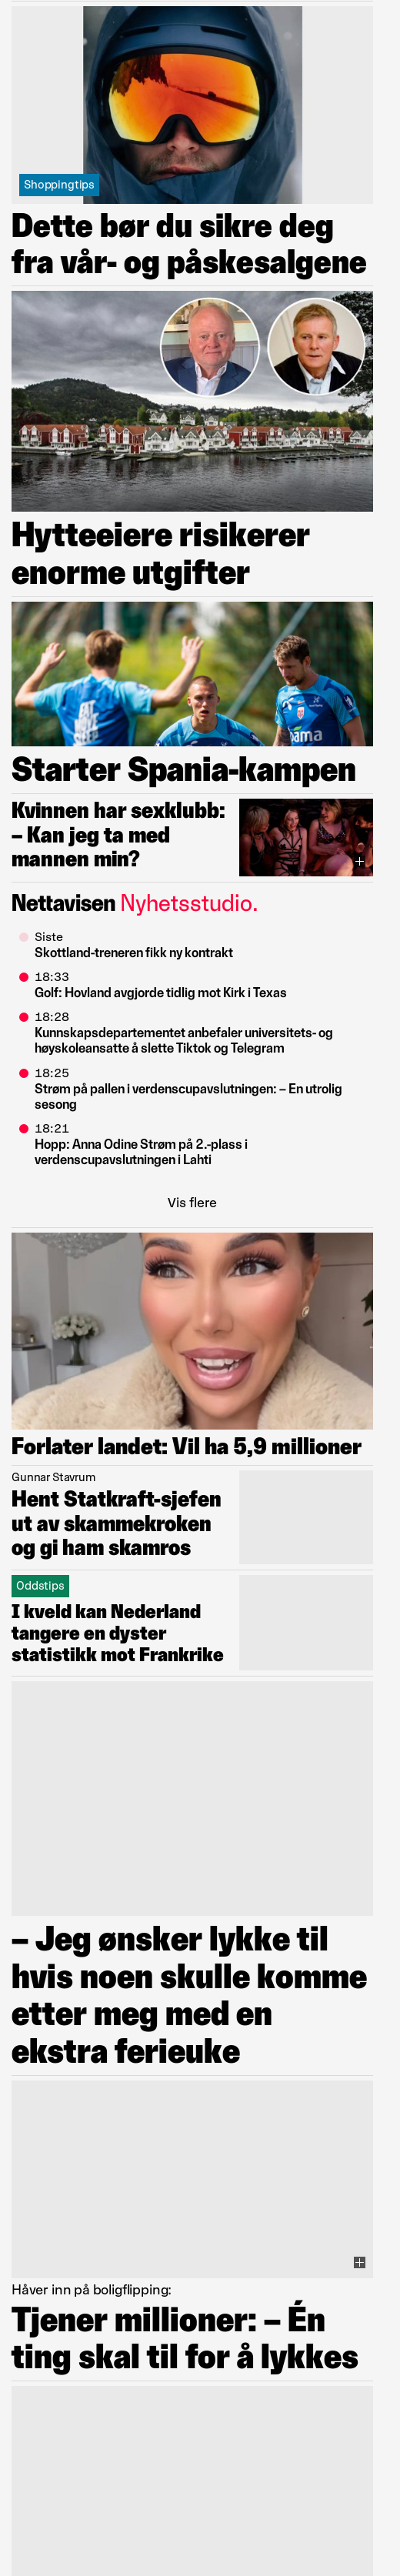 Shoppingtips
Dette bør du sikre deg
fra vår- og påskesalgene
Hytteeiere risikerer
enorme utgifter
Starter Spania-kampen
Kvinnen har sexklubb:
– Kan jeg ta med
mannen min?
Nettavisen Nyhetsstudio.
Siste
Skottland-treneren fikk ny kontrakt
18:33
Golf: Hovland avgjorde tidlig mot Kirk i Texas
18:28
Kunnskapsdepartementet anbefaler universitets- og
høyskoleansatte å slette Tiktok og Telegram
18:25
Strøm på pallen i verdenscupavslutningen: – En utrolig
sesong
18:21
Hopp: Anna Odine Strøm på 2.-plass i
verdenscupavslutningen i Lahti
Vis flere
Forlater landet: Vil ha 5,9 millioner
Gunnar Stavrum
Hent Statkraft-sjefen
ut av skammekroken
og gi ham skamros
Oddstips
I kveld kan Nederland
tangere en dyster
statistikk mot Frankrike
– Jeg ønsker lykke til
hvis noen skulle komme
etter meg med en
ekstra ferieuke
Håver inn på boligflipping:
Tjener millioner: – Én
ting skal til for å lykkes